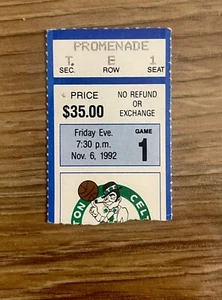 PROMENADE
T E 1
SEC. ROW SEAT
PRICE NO REFUND
$35.00 OR
EXCHANGE
Friday Eve. GAME
7:30 p.m. 1
Nov. 6, 1992
TON CEL